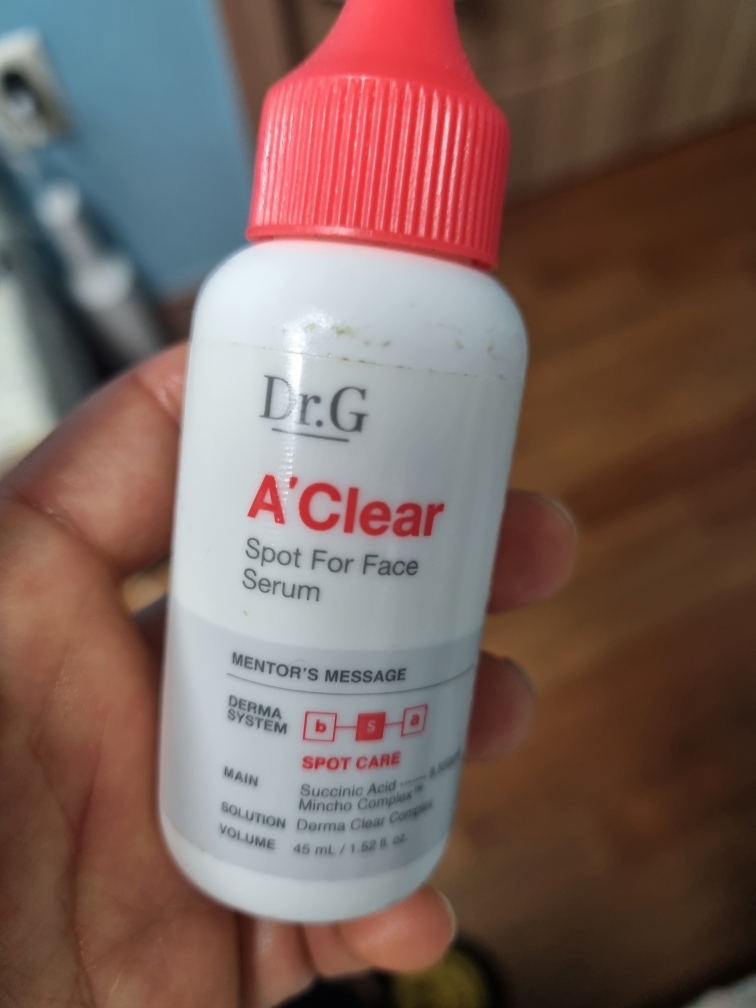 Dr.G
A'Clear
Spot For Face
Serum
MENTOR'S MESSAGE
DERMA
SYSTEM
b s a
SPOT CARE
MAIN
Succinic Acid
Mincho Complex™
SOLUTION Derma Clear Complex
VOLUME 45 mL / 1.52 fl. oz.